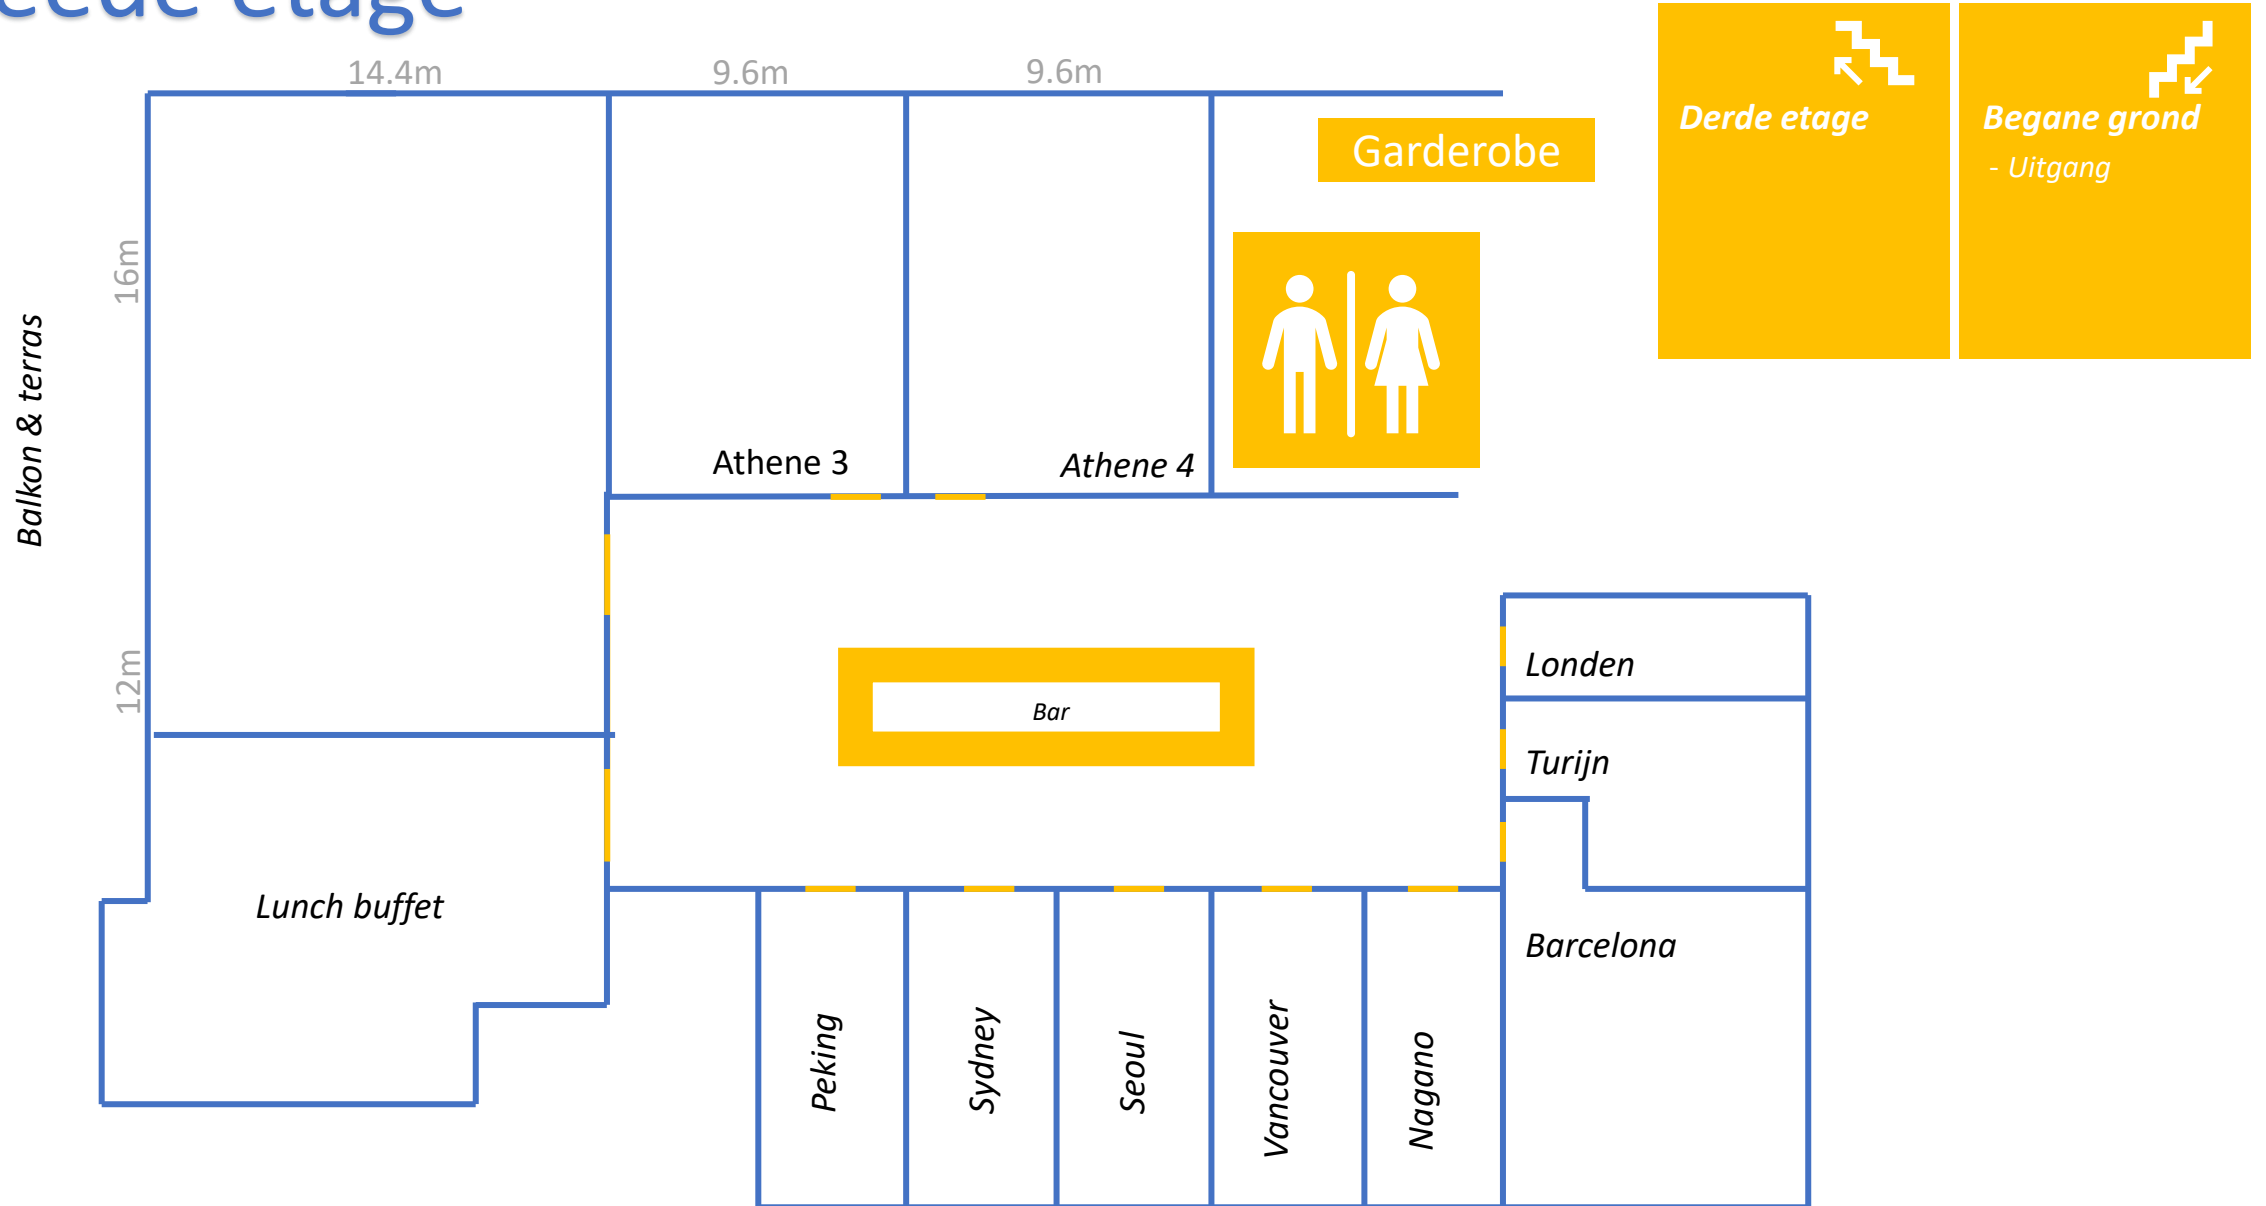 etage
14.4m
9.6m
9.6m
Garderobe
Derde etage
Begane grond
- Uitgang
16m
Balkon & terras
Athene 3
Athene 4
12m
Bar
Londen
Turijn
Lunch buffet
Barcelona
Peking
Sydney
Seoul
Vancouver
Nagano